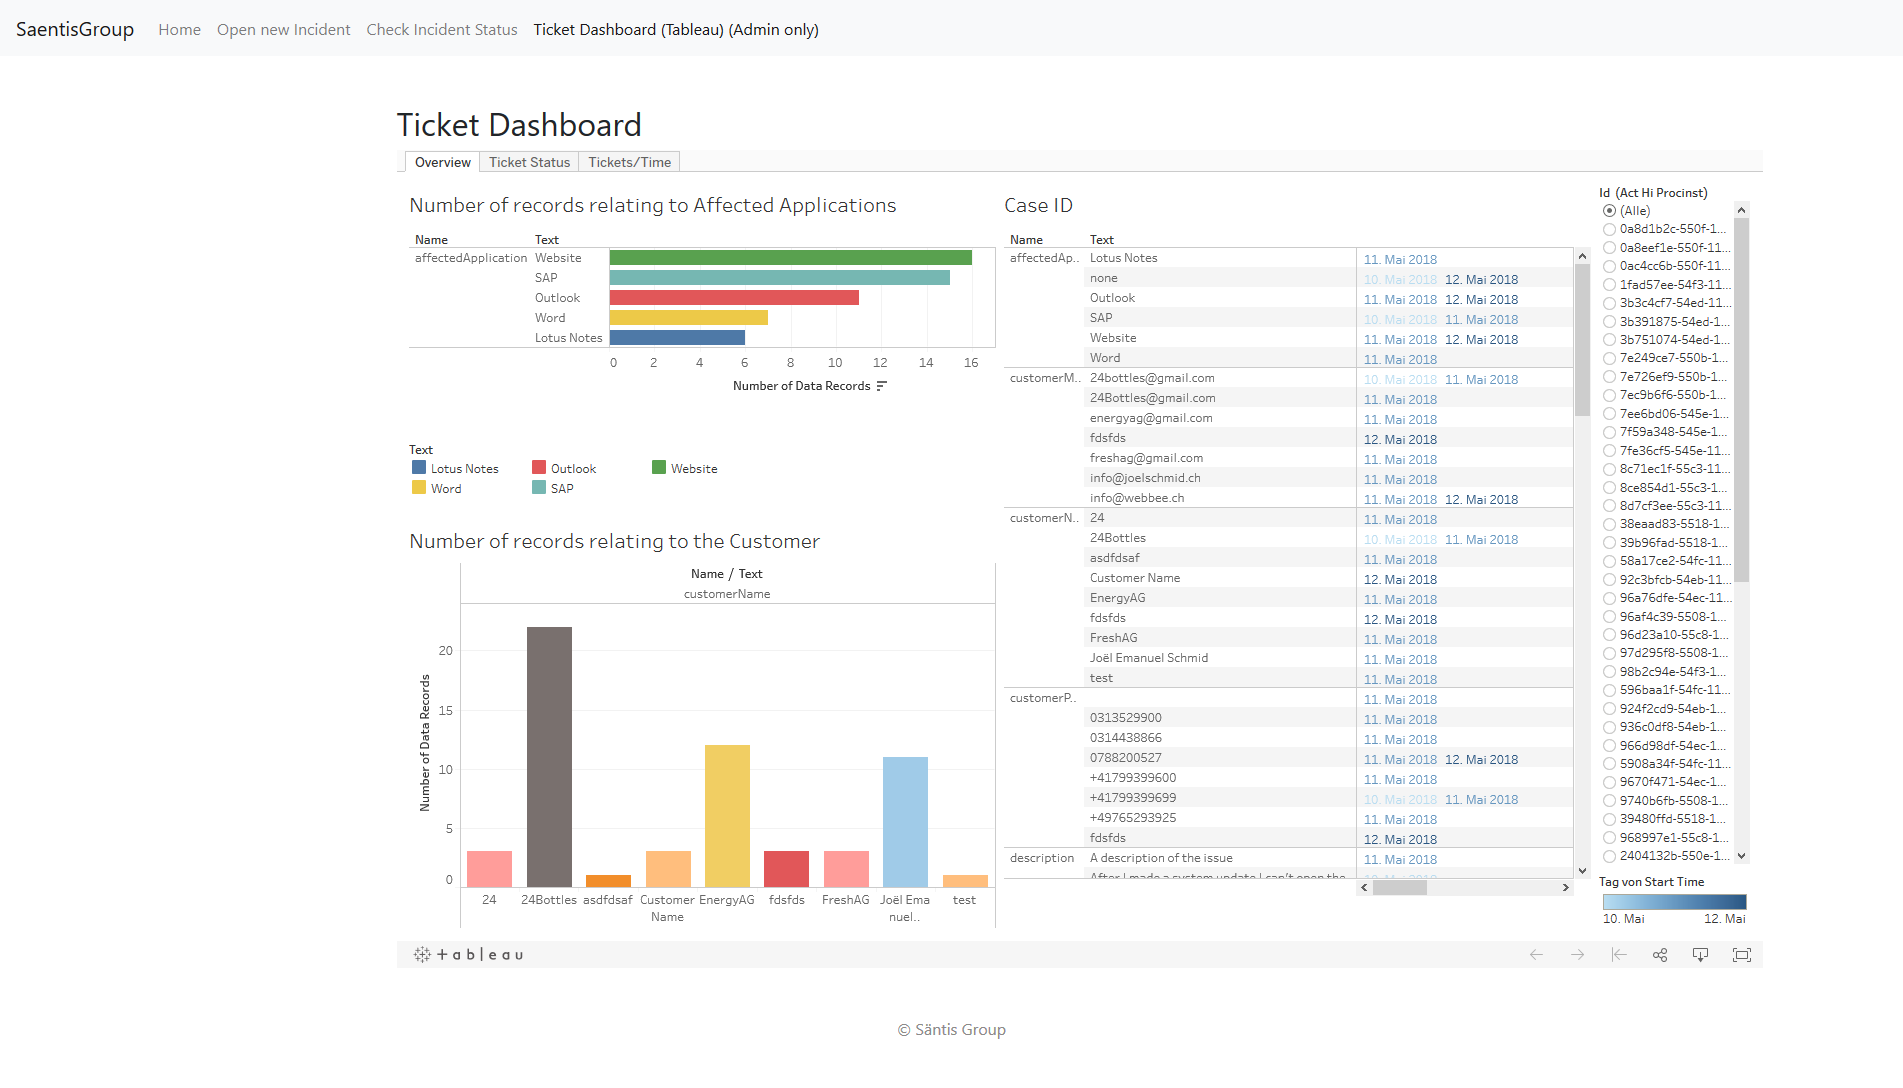 SaentisGroup Home Open new Incident Check Incident Status Ticket Dashboard (Tableau) (Admin only)
Ticket Dashboard
Overview Ticket Status Tickets/Time
Number of records relating to Affected Applications
Name Text
affectedApplication Website
SAP
Outlook
Word
Lotus Notes
0 2 4 6 8 10 12 14 16
Number of Data Records
Text
Lotus Notes Outlook Website
Word SAP
Number of records relating to the Customer
Name / Text
customerName
Number of Data Records
20
15
10
5
0
24 24Bottles asdfdsaf Customer Name EnergyAG fdsfds FreshAG Joël Emanuel.. test
Case ID
Name Text
affectedAp.. Lotus Notes 11. Mai 2018
none 10. Mai 2018 12. Mai 2018
Outlook 11. Mai 2018 12. Mai 2018
SAP 10. Mai 2018 11. Mai 2018
Website 11. Mai 2018 12. Mai 2018
Word 11. Mai 2018
customerM.. 24bottles@gmail.com 10. Mai 2018 11. Mai 2018
24Bottles@gmail.com 11. Mai 2018
energyag@gmail.com 11. Mai 2018
fdsfds 12. Mai 2018
freshag@gmail.com 11. Mai 2018
info@joelschmid.ch 11. Mai 2018
info@webbee.ch 11. Mai 2018 12. Mai 2018
customerN.. 24 11. Mai 2018
24Bottles 10. Mai 2018 11. Mai 2018
asdfdsaf 11. Mai 2018
Customer Name 12. Mai 2018
EnergyAG 11. Mai 2018
fdsfds 12. Mai 2018
FreshAG 11. Mai 2018
Joël Emanuel Schmid 11. Mai 2018
test 11. Mai 2018
customerP.. 11. Mai 2018
0313529900 11. Mai 2018
0314438866 11. Mai 2018
0788200527 11. Mai 2018 12. Mai 2018
+41799399600 11. Mai 2018
+41799399699 10. Mai 2018 11. Mai 2018
+49765293925 11. Mai 2018
fdsfds 12. Mai 2018
description A description of the issue 11. Mai 2018
After I made a system update I can't open the
Id (Act Hi Procinst)
(Alle)
0a8d1b2c-550f-1...
0a8eef1e-550f-11...
0ac4cc6b-550f-11...
1fad57ee-54f3-11...
3b3c4cf7-54ed-11...
3b391875-54ed-1...
3b751074-54ed-1...
7e249ce7-550b-1...
7e726ef9-550b-1...
7ec9b6f6-550b-1...
7ee6bd06-545e-1...
7f59a348-545e-1...
7fe36cf5-545e-11...
8c71ec1f-55c3-11...
8ce854d1-55c3-1...
8d7cf3ee-55c3-11...
38eaad83-5518-1...
39b96fad-5518-1...
58a17ce2-54fc-11...
92c3bfcb-54eb-11...
96a76dfe-54ec-11...
96af4c39-5508-1...
96d23a10-55c8-1...
97d295f8-5508-1...
98b2c94e-54f3-1...
596baa1f-54fc-11...
924f2cd9-54eb-1...
936c0df8-54eb-1...
966d98df-54ec-1...
5908a34f-54fc-11...
9670f471-54ec-1...
9740b6fb-5508-1...
39480ffd-5518-1...
968997e1-55c8-1...
2404132b-550e-1...
Tag von Start Time
10. Mai 12. Mai
+ableau
© Säntis Group